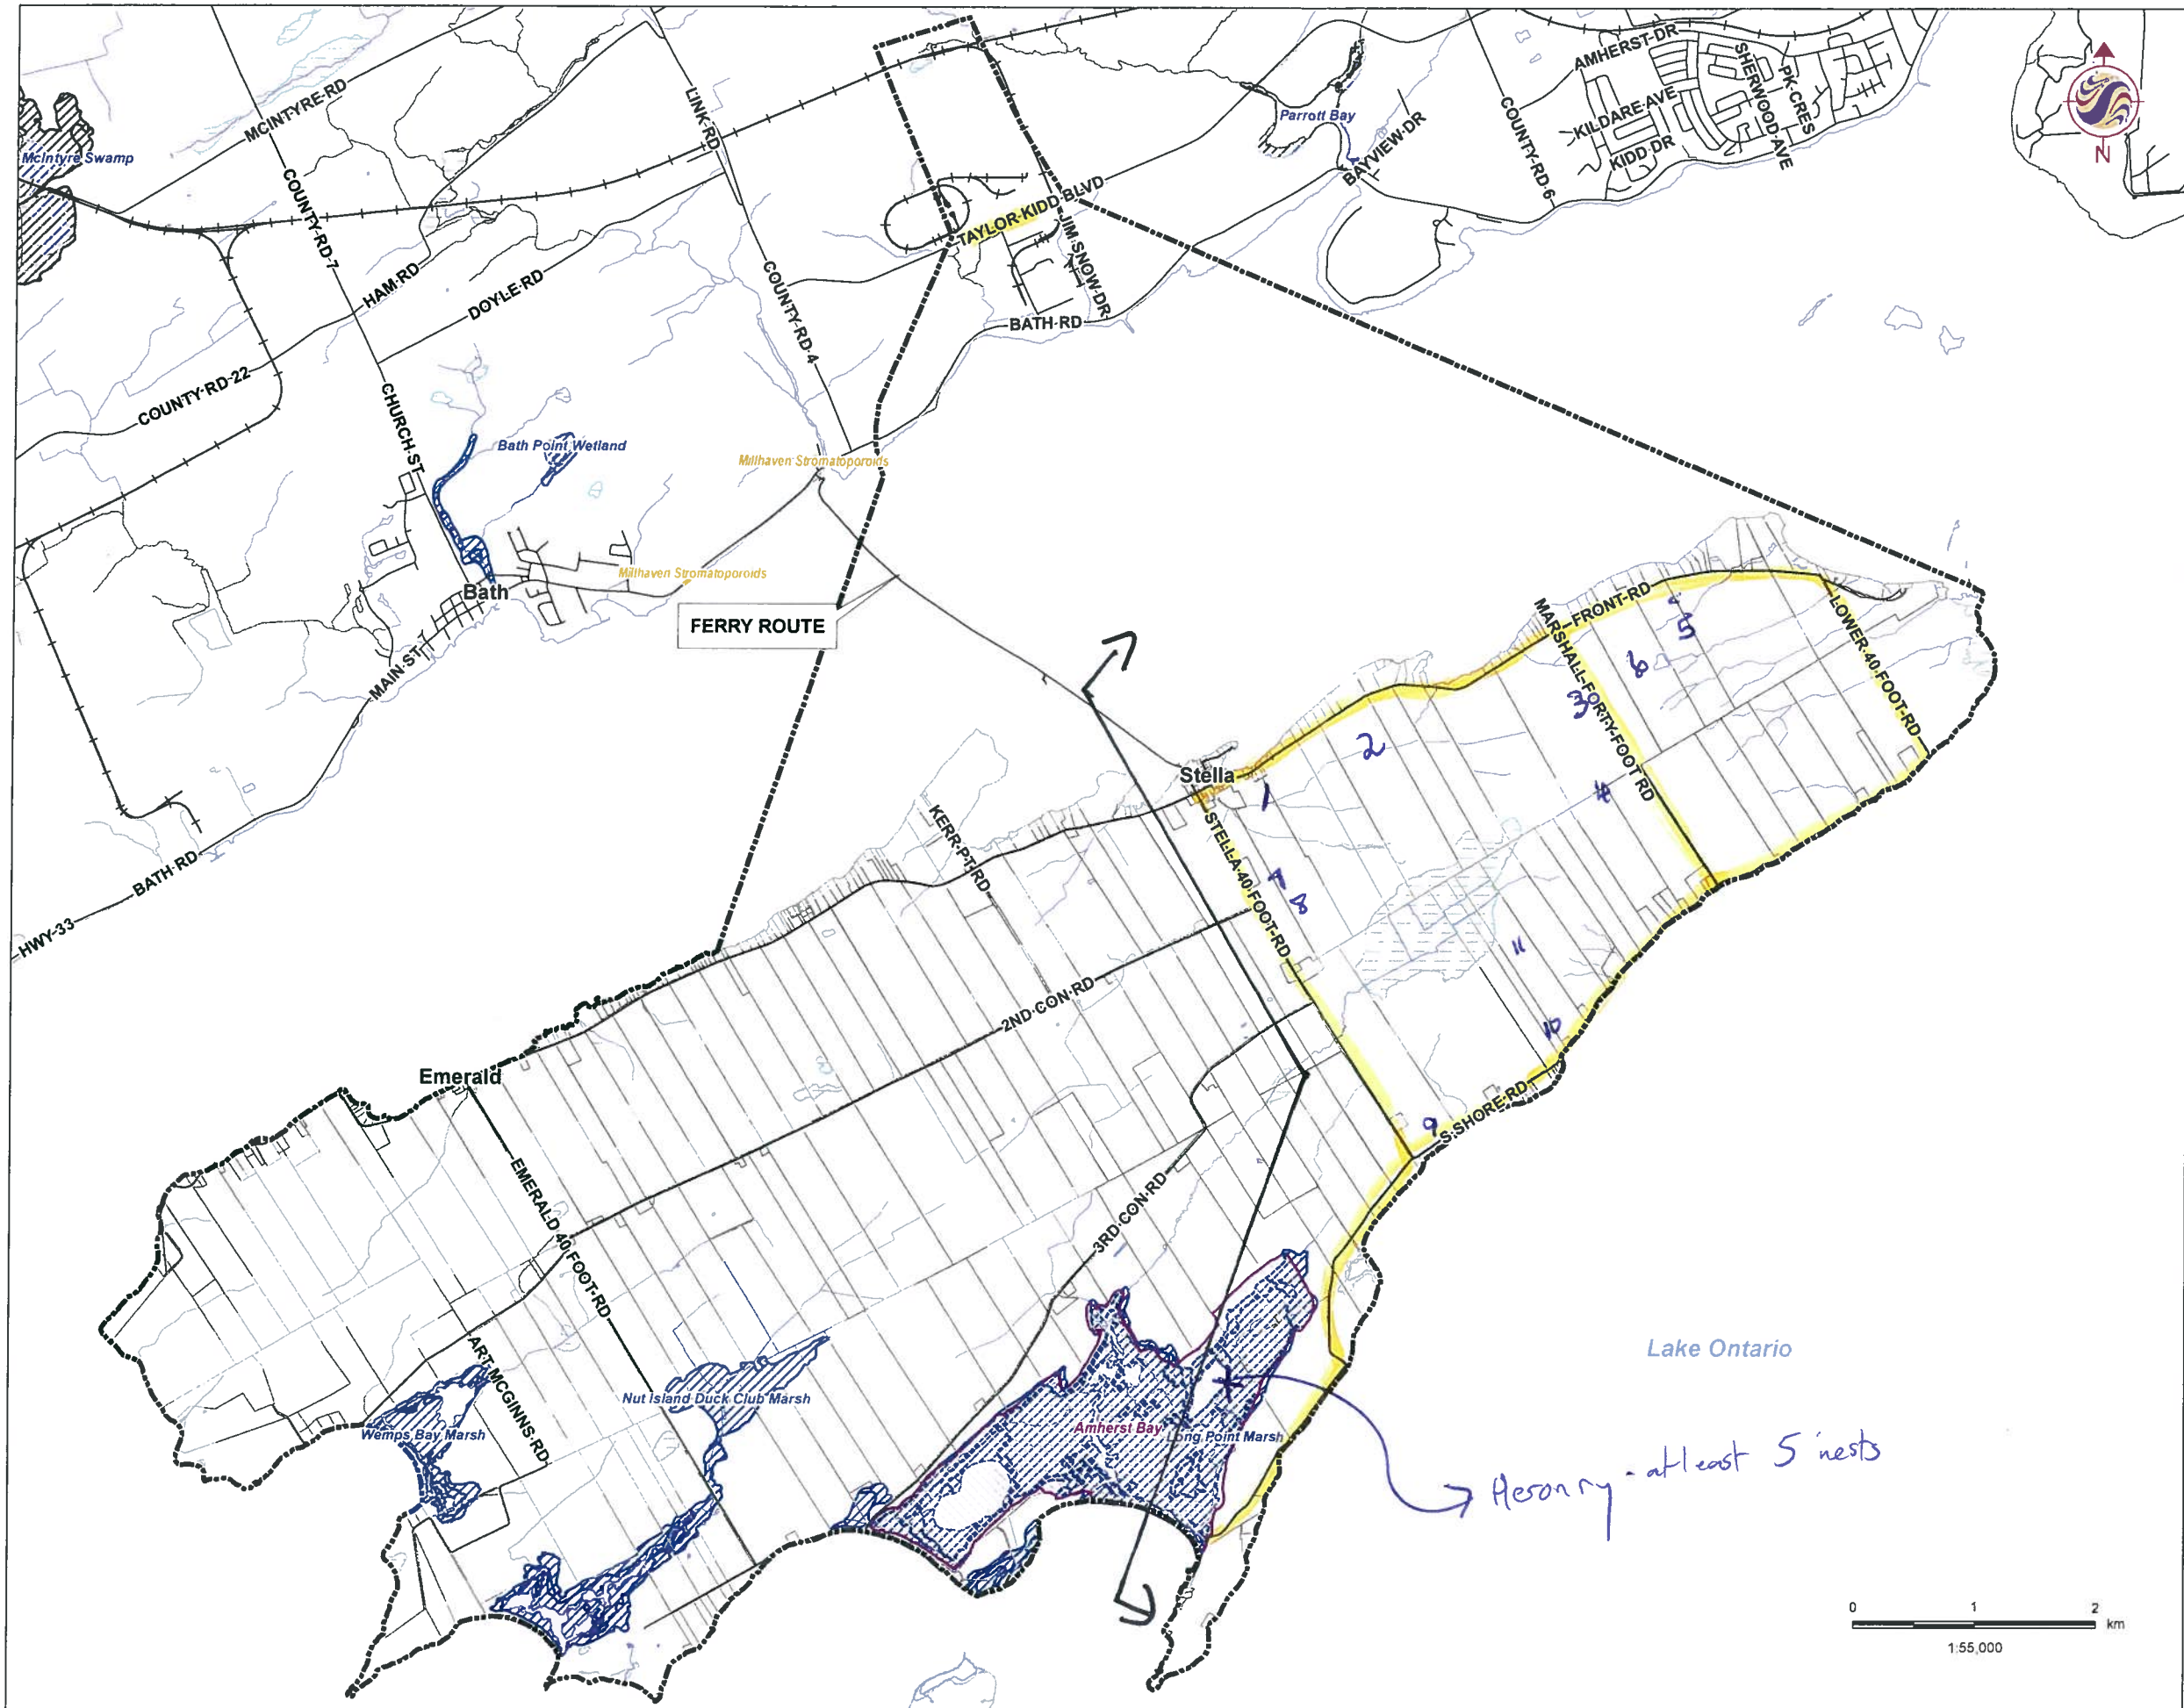 AMHERST-DR
MCINTYRE-RD
LINK-RD
SHERWOOD-AVE
PK-CRES
COUNTY-RD-6
KILDARE-AVE
KIDD-DR
Parrott Bay
BAYVIEW-DR
McIntyre Swamp
N
COUNTY-RD-7
TAYLOR-KIDD-BLVD
JIM-SNOW-DR
HAM-RD
DOYLE-RD
COUNTY-RD-4
BATH-RD
COUNTY-RD-22
CHURCH-ST
Bath Point Wetland
Millhaven Stromatoporoids
Millhaven Stromatoporoids
Bath
FERRY ROUTE
MAIN-ST
FRONT-RD
MARSHALL-FORTY-FOOT RD
LOWER-40-FOOT-RD
5
6
3
2
4
Stella
1
KERR-PT-RD
STELLA-40-FOOT-RD
7
8
BATH-RD
HWY-33
11
2ND-CON-RD
10
Emerald
9
S-SHORE-RD
EMERALD-40-FOOT-RD
3RD-CON-RD
ART-MCGINNS-RD
Lake Ontario
Nut Island Duck Club Marsh
Wemps Bay Marsh
Amherst Bay
Long Point Marsh
Heronry - at least 5 nests
0 1 2 km
1:55,000